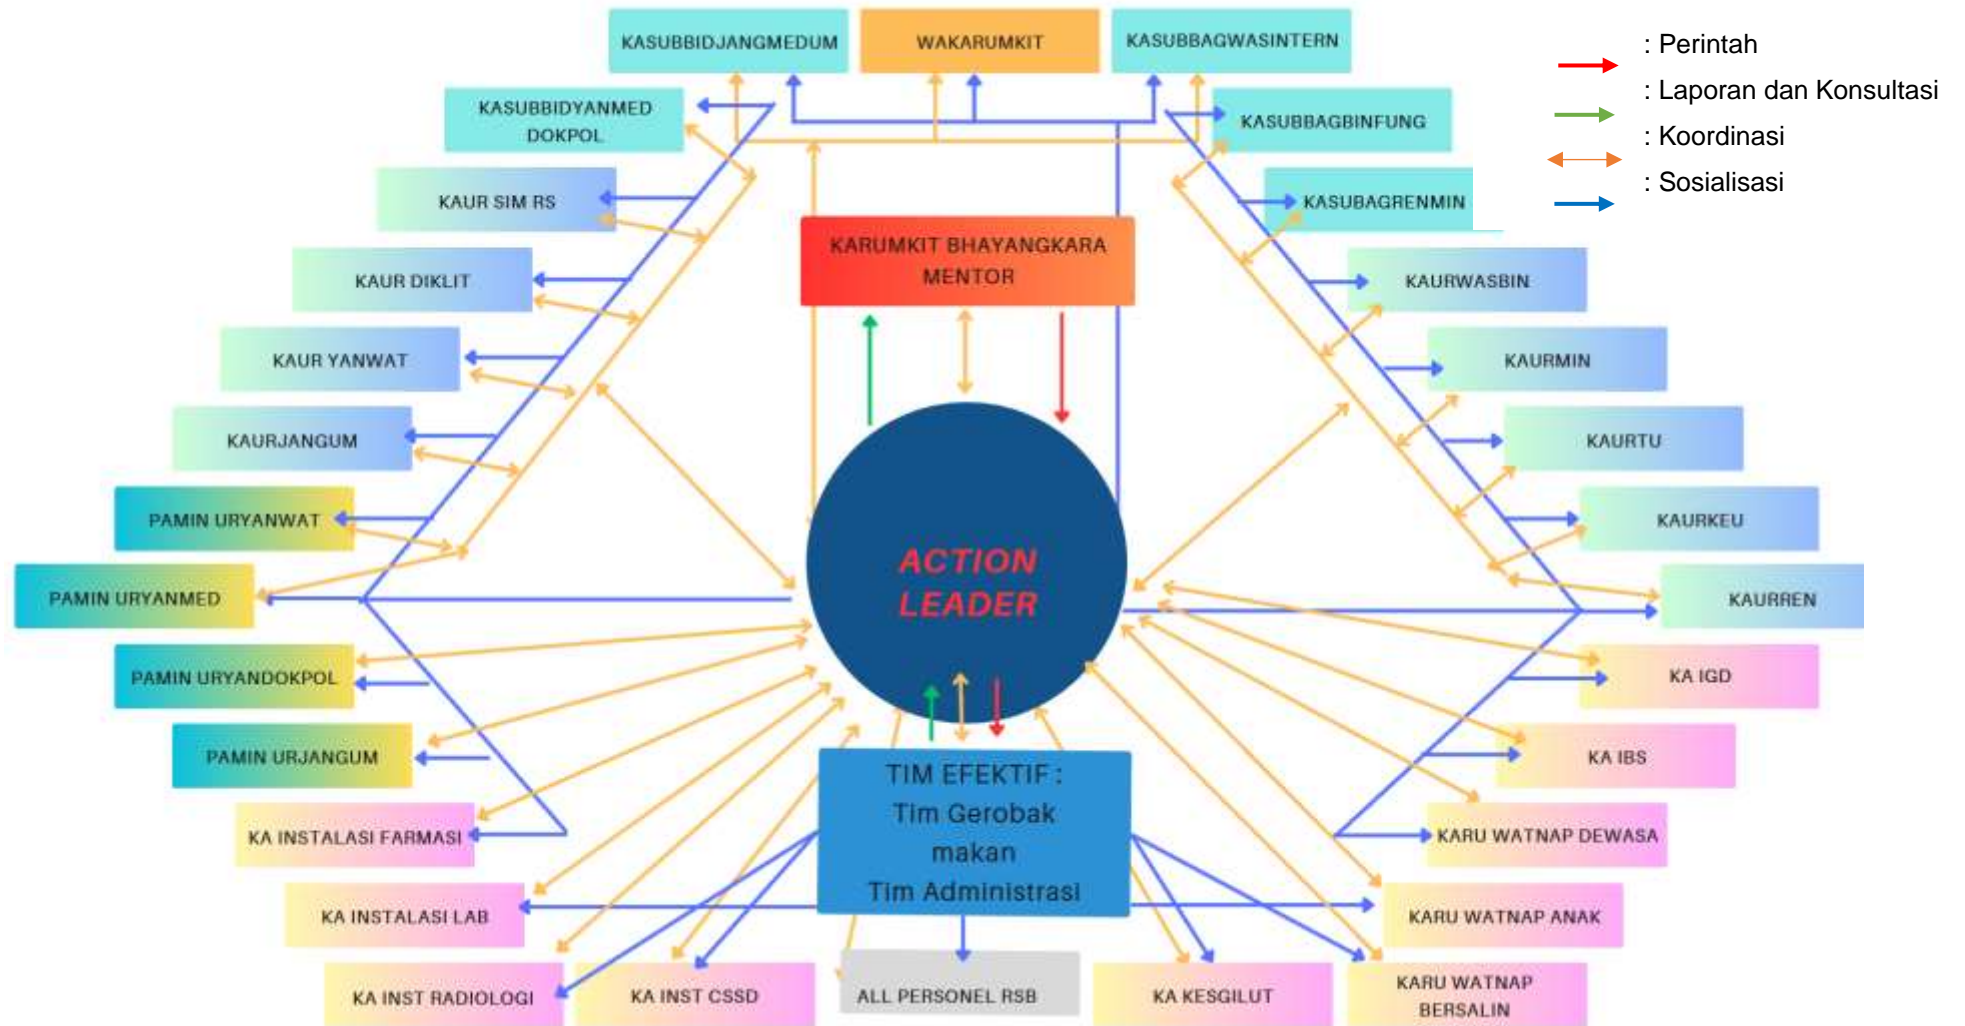 KASUBBIDJANGMEDUM
WAKARUMKIT
KASUBBAGWASINTERN
: Perintah
: Laporan dan Konsultasi
: Koordinasi
: Sosialisasi
KASUBBIDYANMED
DOKPOL
KASUBBAGBINFUNG
KAUR SIM RS
KASUBAGRENMIN
KARUMKIT BHAYANGKARA
MENTOR
KAUR DIKLIT
KAURWASBIN
KAUR YANWAT
KAURMIN
KAURJANGUM
KAURTU
PAMIN URYANWAT
KAURKEU
ACTION
LEADER
PAMIN URYANMED
KAURREN
PAMIN URYANDOKPOL
KA IGD
PAMIN URJANGUM
KA IBS
TIM EFEKTIF :
Tim Gerobak
makan
Tim Administrasi
KA INSTALASI FARMASI
KARU WATNAP DEWASA
KA INSTALASI LAB
KARU WATNAP ANAK
KA INST RADIOLOGI
KA INST CSSD
ALL PERSONEL RSB
KA KESGILUT
KARU WATNAP
BERSALIN